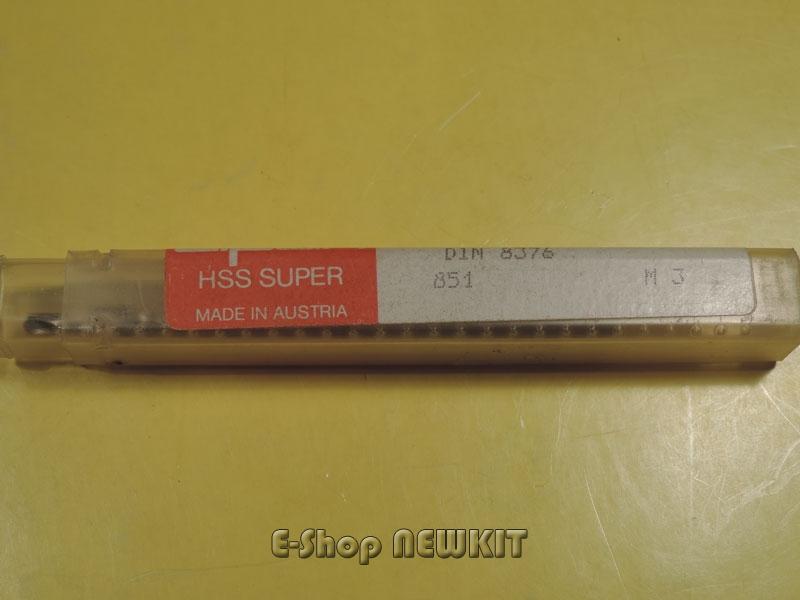 HSS SUPER
MADE IN AUSTRIA
DIN 8376
851 M 3
E-Shop NEWKIT